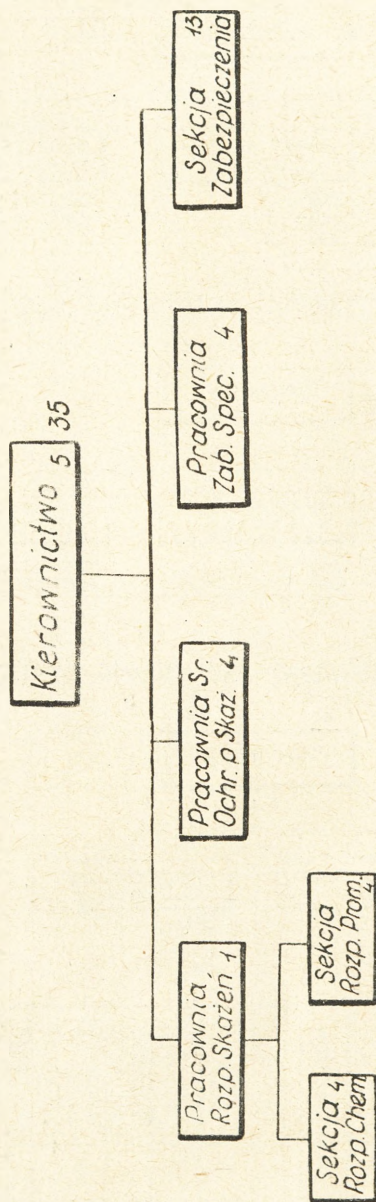 Kierownictwo
5 35
Pracownia
Rozp. Skażeń 1
Pracownia Śr.
Ochr. p Skaż. 4
Pracownia
Zab. Spec. 4
Sekcja 13
Zabezpieczenia
Sekcja 4
Rozp. Chem
Sekcja
Rozp. Prom. 4